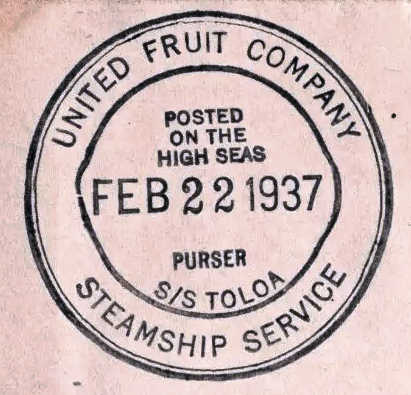 UNITED FRUIT COMPANY
POSTED
ON THE
HIGH SEAS
FEB 22 1937
PURSER
S/S TOLOA
STEAMSHIP SERVICE